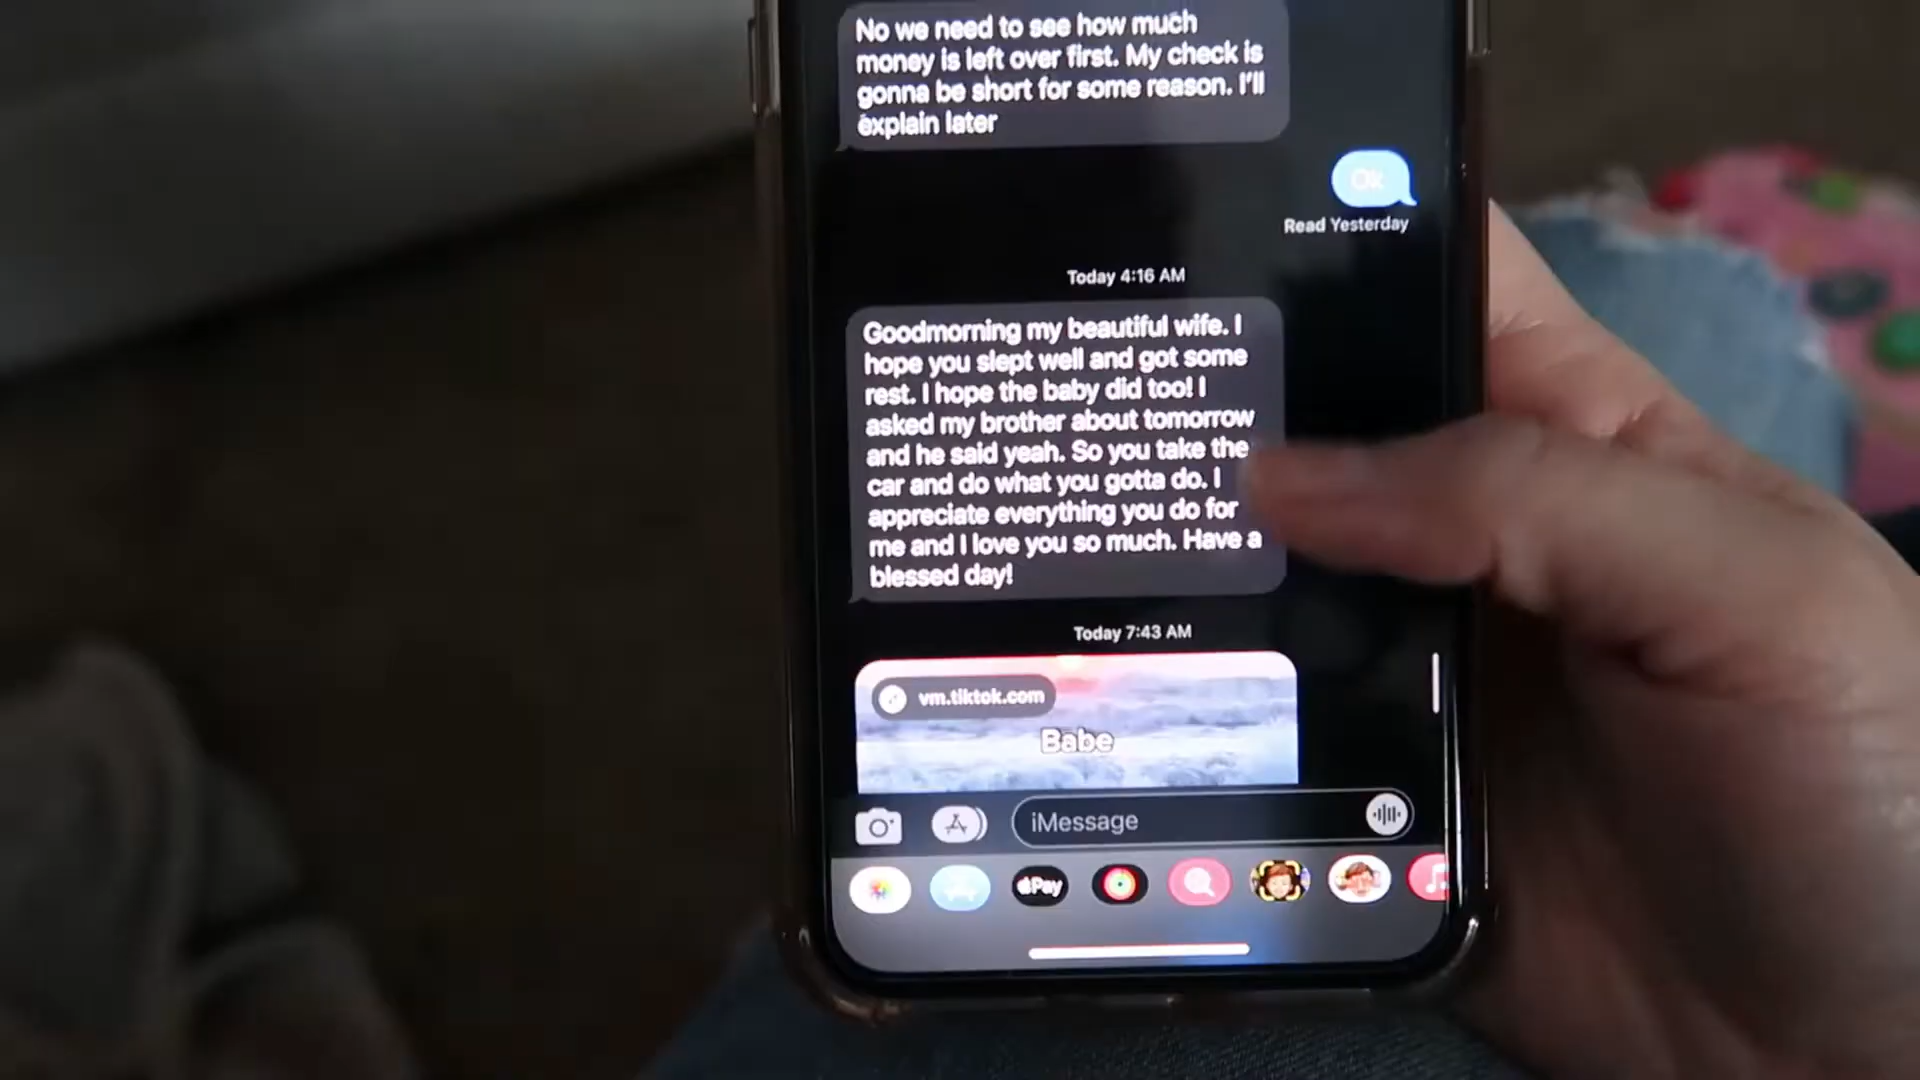 No we need to see how much
money is left over first. My check is
gonna be short for some reason. I'll
explain later
Ok
Read Yesterday
Today 4:16 AM
Goodmorning my beautiful wife. I
hope you slept well and got some
rest. I hope the baby did too! I
asked my brother about tomorrow
and he said yeah. So you take the
car and do what you gotta do. I
appreciate everything you do for
me and I love you so much. Have a
blessed day!
Today 7:43 AM
vm.tiktok.com
Babe
iMessage
Pay